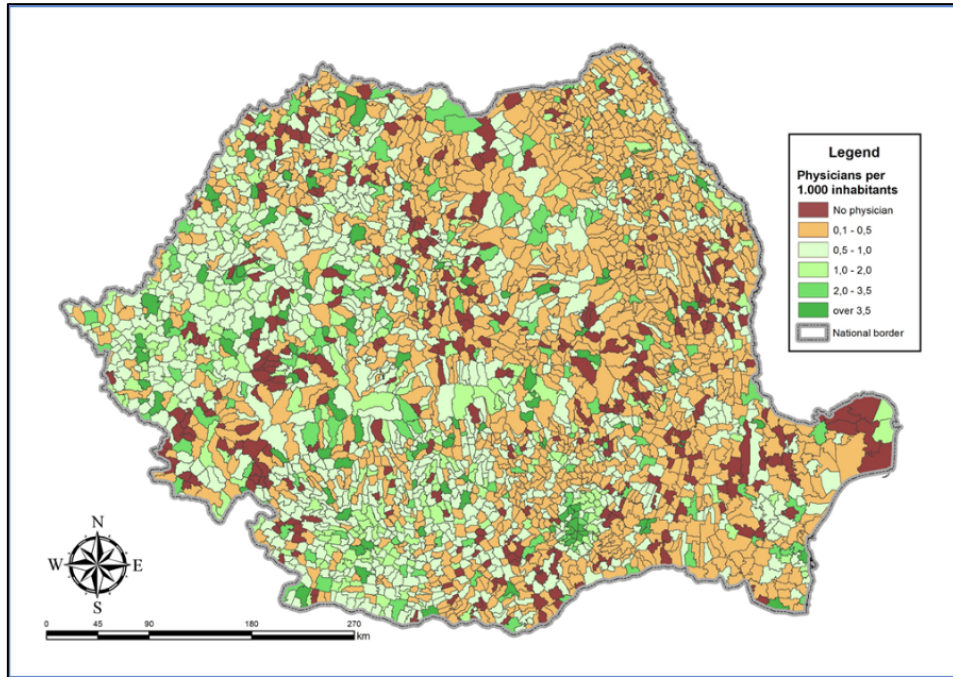 Legend
Physicians per
1.000 inhabitants
No physician
0,1 - 0,5
0,5 - 1,0
1,0 - 2,0
2,0 - 3,5
over 3,5
National border
N
W E
S
0 45 90 180 270
km